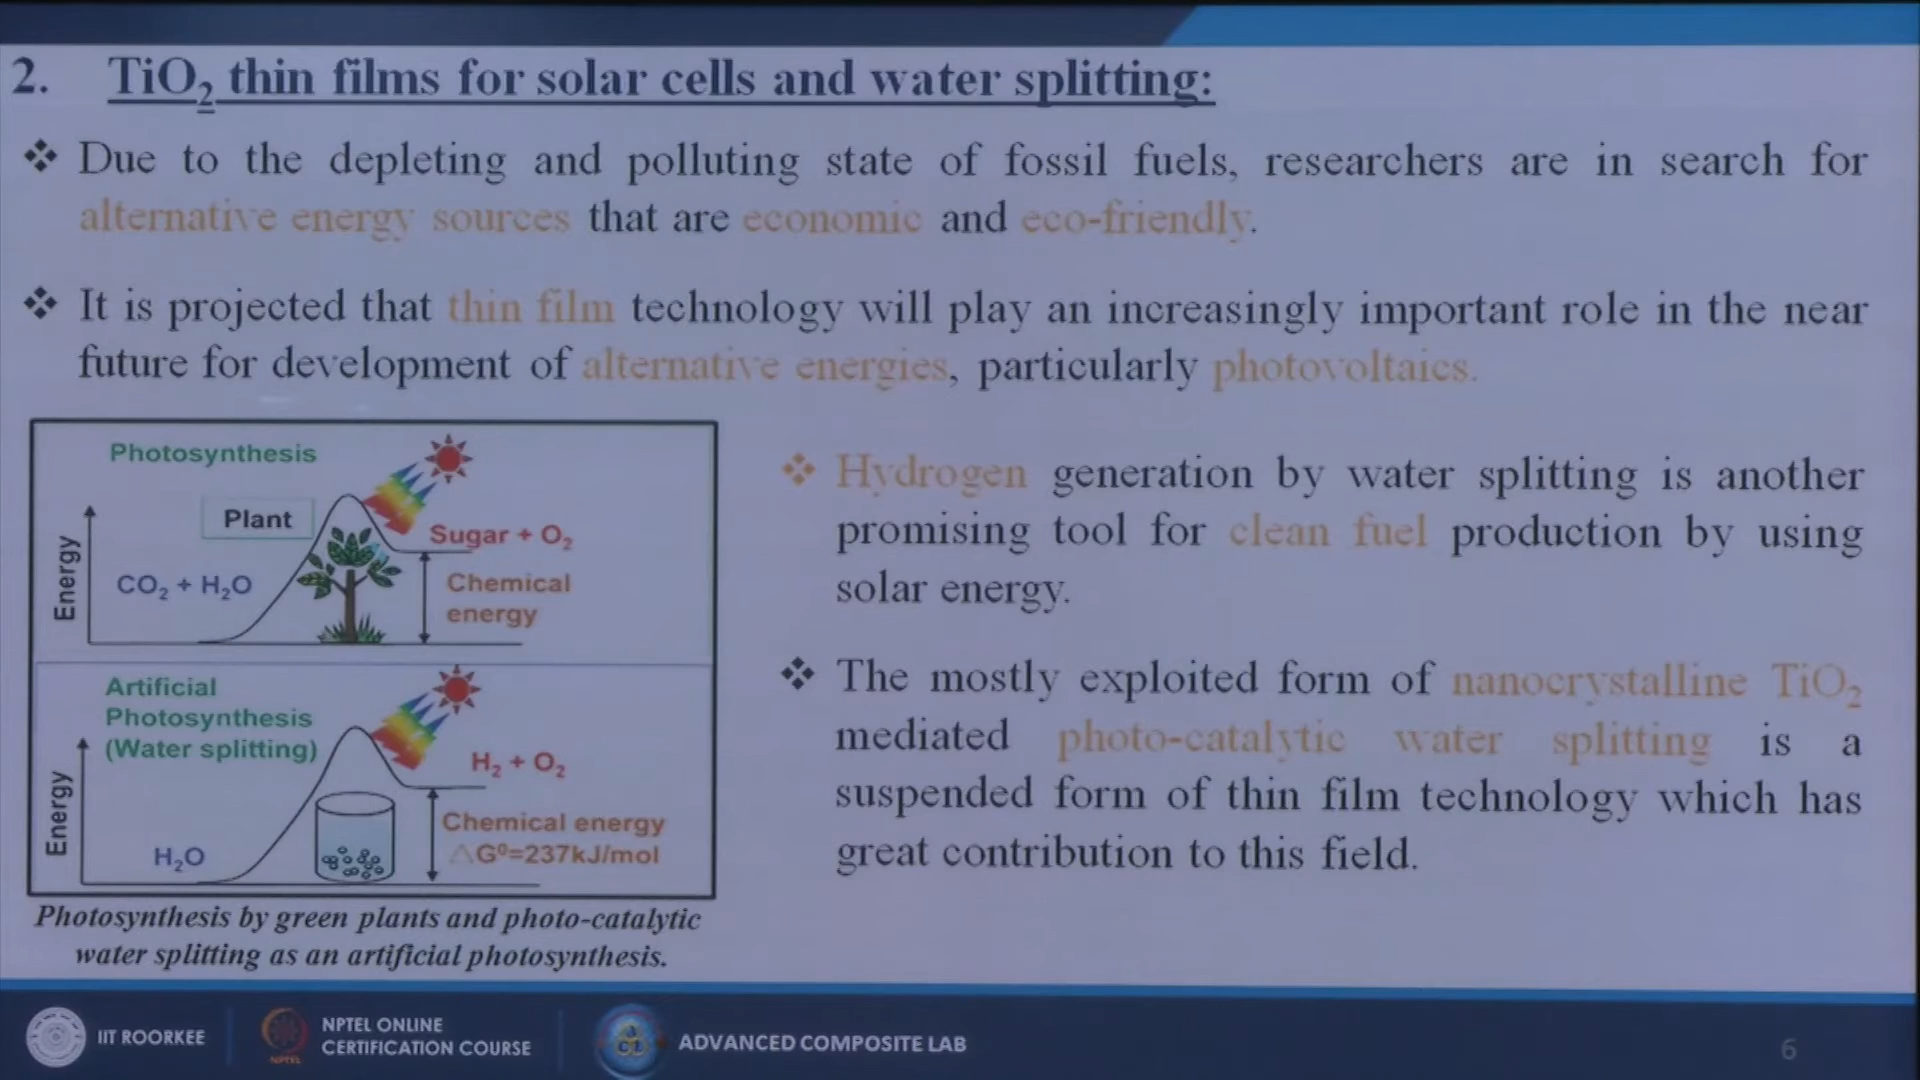 2. TiO2 thin films for solar cells and water splitting:
❖ Due to the depleting and polluting state of fossil fuels, researchers are in search for
alternative energy sources that are economic and eco-friendly.
❖ It is projected that thin film technology will play an increasingly important role in the near
future for development of alternative energies, particularly photovoltaics.
Photosynthesis
Plant
Energy
CO2 + H2O
Sugar + O2
Chemical
energy
Artificial
Photosynthesis
(Water splitting)
Energy
H2O
H2 + O2
Chemical energy
△G⁰=237kJ/mol
Photosynthesis by green plants and photo-catalytic
water splitting as an artificial photosynthesis.
❖ Hydrogen generation by water splitting is another
promising tool for clean fuel production by using
solar energy.
❖ The mostly exploited form of nanocrystalline TiO2
mediated photo-catalytic water splitting is a
suspended form of thin film technology which has
great contribution to this field.
IIT ROORKEE
NPTEL
NPTEL ONLINE
CERTIFICATION COURSE
ACL
ADVANCED COMPOSITE LAB
6